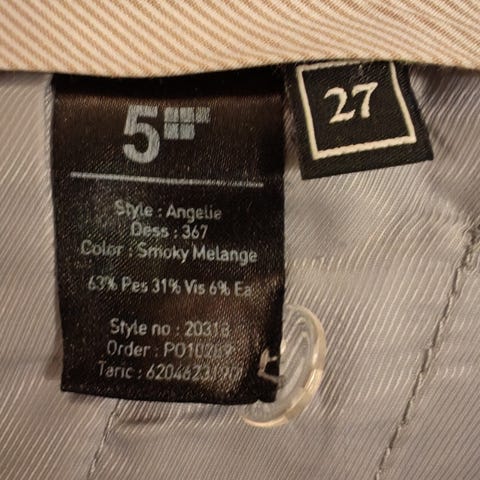 5
27
Style : Angelie
Dess : 367
Color : Smoky Melange
63% Pes 31% Vis 6% Ea
Style no : 20313
Order :
Taric :